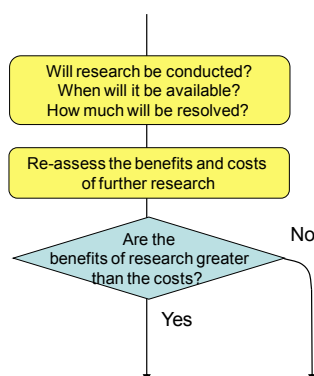 Will research be conducted?
When will it be available?
How much will be resolved?
Re-assess the benefits and costs
of further research
Are the
benefits of research greater
than the costs?
No
Yes